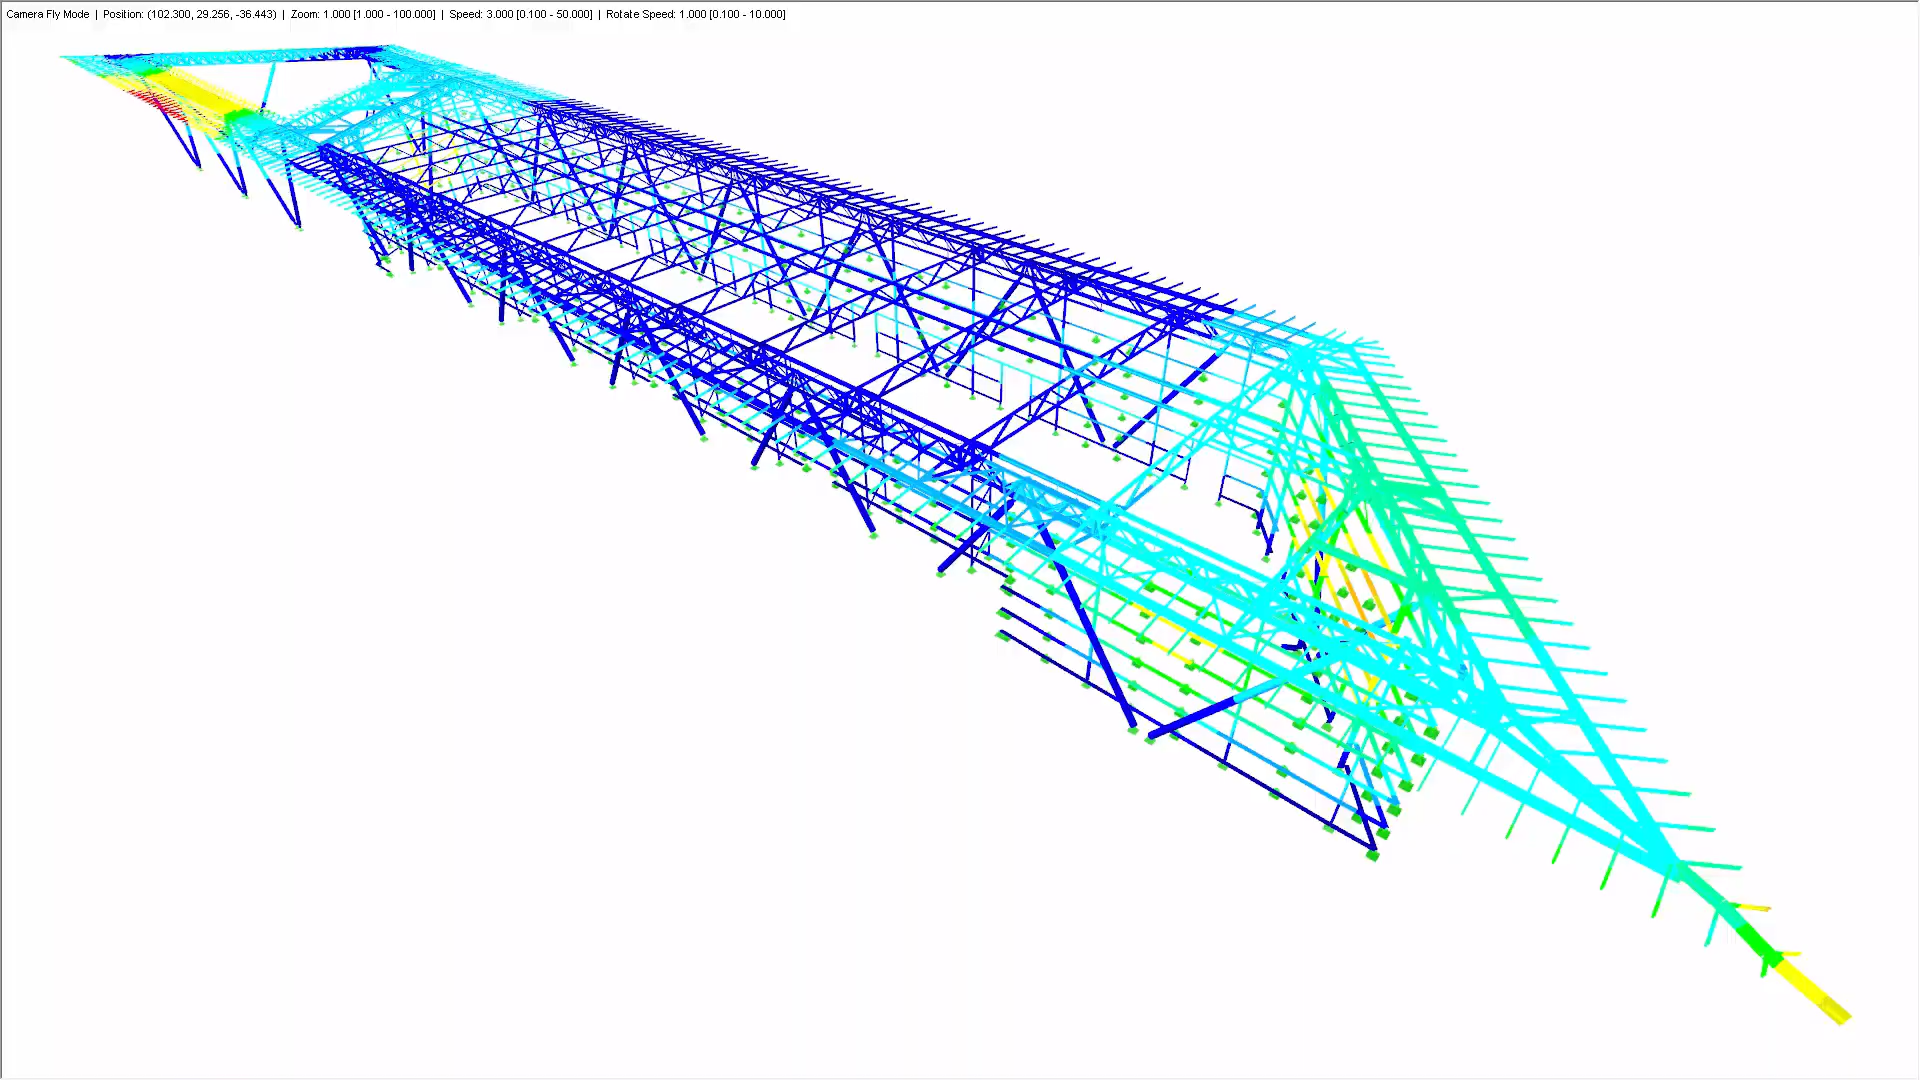 Camera Fly Mode | Position: (102.300, 29.256, -36.443) | Zoom: 1.000 [1.000 - 100.000] | Speed: 3.000 [0.100 - 50.000] | Rotate Speed: 1.000 [0.100 - 10.000]